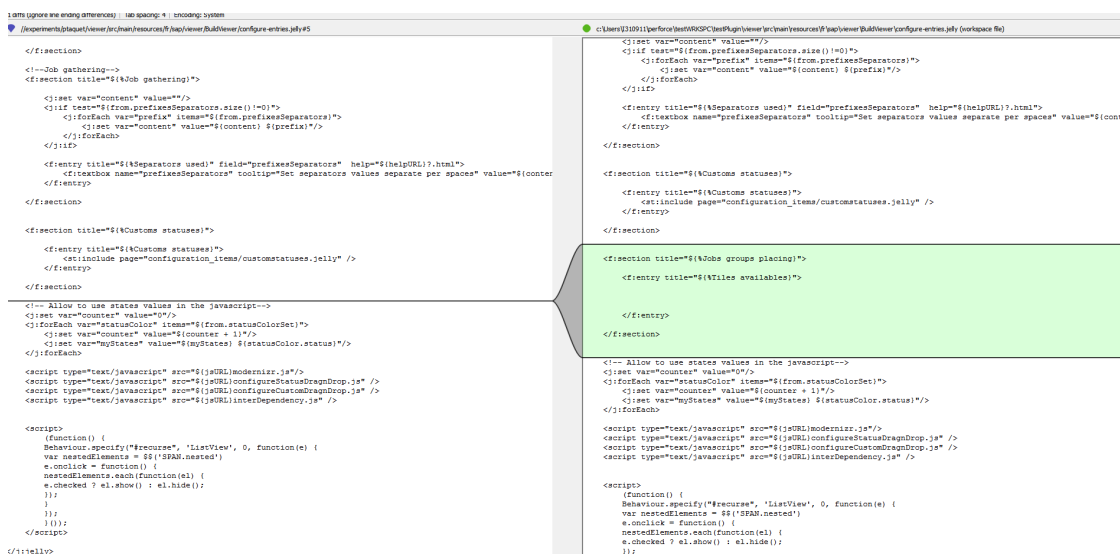 1 diffs (Ignore line ending differences) | Tab spacing: 4 | Encoding: System
//experiments/ptaquet/viewer/src/main/resources/fr/sap/viewer/BuildViewer/configure-entries.jelly#5
</f:section>
<!--Job gathering-->
<f:section title="${%Job gathering}">
<j:set var="content" value=""/>
<j:if test="${from.prefixesSeparators.size()!=0}">
<j:forEach var="prefix" items="${from.prefixesSeparators}">
<j:set var="content" value="${content} ${prefix}"/>
</j:forEach>
</j:if>
<f:entry title="${%Separators used}" field="prefixesSeparators"  help="${helpURL}?.html">
<f:textbox name="prefixesSeparators" tooltip="Set separators values separate per spaces" value="${conter
</f:entry>
</f:section>
<f:section title="${%Customs statuses}">
<f:entry title="${%Customs statuses}">
<st:include page="configuration_items/customstatuses.jelly" />
</f:entry>
</f:section>
<!-- Allow to use states values in the javascript-->
<j:set var="counter" value="0"/>
<j:forEach var="statusColor" items="${from.statusColorSet}">
<j:set var="counter" value="${counter + 1}"/>
<j:set var="myStates" value="${myStates} ${statusColor.status}"/>
</j:forEach>
<script type="text/javascript" src="${jsURL}modernizr.js"/>
<script type="text/javascript" src="${jsURL}configureStatusDragnDrop.js" />
<script type="text/javascript" src="${jsURL}configureCustomDragnDrop.js" />
<script type="text/javascript" src="${jsURL}interDependency.js" />
<script>
(function() {
Behaviour.specify("#recurse", 'ListView', 0, function(e) {
var nestedElements = $$('SPAN.nested')
e.onclick = function() {
nestedElements.each(function(el) {
e.checked ? el.show() : el.hide();
});
}
});
}());
</script>
</j:jelly>
c:\Users\I310911\perforce\testWRKSPC\testPlugin\viewer\src\main\resources\fr\sap\viewer\BuildViewer\configure-entries.jelly (workspace file)
<j:set var="content" value=""/>
<j:if test="${from.prefixesSeparators.size()!=0}">
<j:forEach var="prefix" items="${from.prefixesSeparators}">
<j:set var="content" value="${content} ${prefix}"/>
</j:forEach>
</j:if>
<f:entry title="${%Separators used}" field="prefixesSeparators"  help="${helpURL}?.html">
<f:textbox name="prefixesSeparators" tooltip="Set separators values separate per spaces" value="${cont
</f:entry>
</f:section>
<f:section title="${%Customs statuses}">
<f:entry title="${%Customs statuses}">
<st:include page="configuration_items/customstatuses.jelly" />
</f:entry>
</f:section>
<f:section title="${%Jobs groups placing}">
<f:entry title="${%Tiles availables}">
</f:entry>
</f:section>
<!-- Allow to use states values in the javascript-->
<j:set var="counter" value="0"/>
<j:forEach var="statusColor" items="${from.statusColorSet}">
<j:set var="counter" value="${counter + 1}"/>
<j:set var="myStates" value="${myStates} ${statusColor.status}"/>
</j:forEach>
<script type="text/javascript" src="${jsURL}modernizr.js"/>
<script type="text/javascript" src="${jsURL}configureStatusDragnDrop.js" />
<script type="text/javascript" src="${jsURL}configureCustomDragnDrop.js" />
<script type="text/javascript" src="${jsURL}interDependency.js" />
<script>
(function() {
Behaviour.specify("#recurse", 'ListView', 0, function(e) {
var nestedElements = $$('SPAN.nested')
e.onclick = function() {
nestedElements.each(function(el) {
e.checked ? el.show() : el.hide();
});